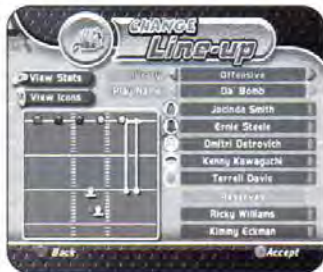 CHANGE
Line-up
View Stats
View Icons
Play Name
Offensive
Da' Bomb
Jacinda Smith
Ernie Steele
Dmitri Detrovich
Kenny Kawaguchi
Terrell Davis
Reserves
Ricky Williams
Kimmy Eckman
Back
Accept